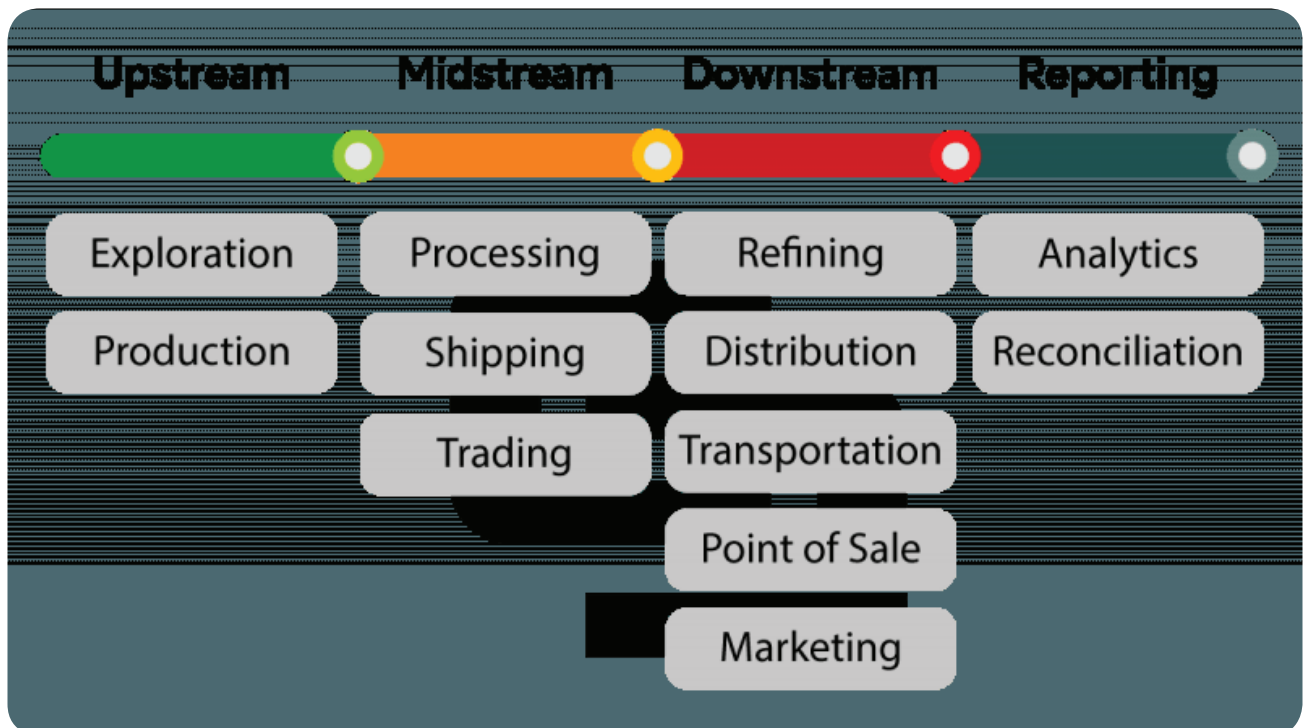 Upstream
Midstream
Downstream
Reporting
Exploration
Production
Processing
Shipping
Trading
Refining
Distribution
Transportation
Point of Sale
Marketing
Analytics
Reconciliation